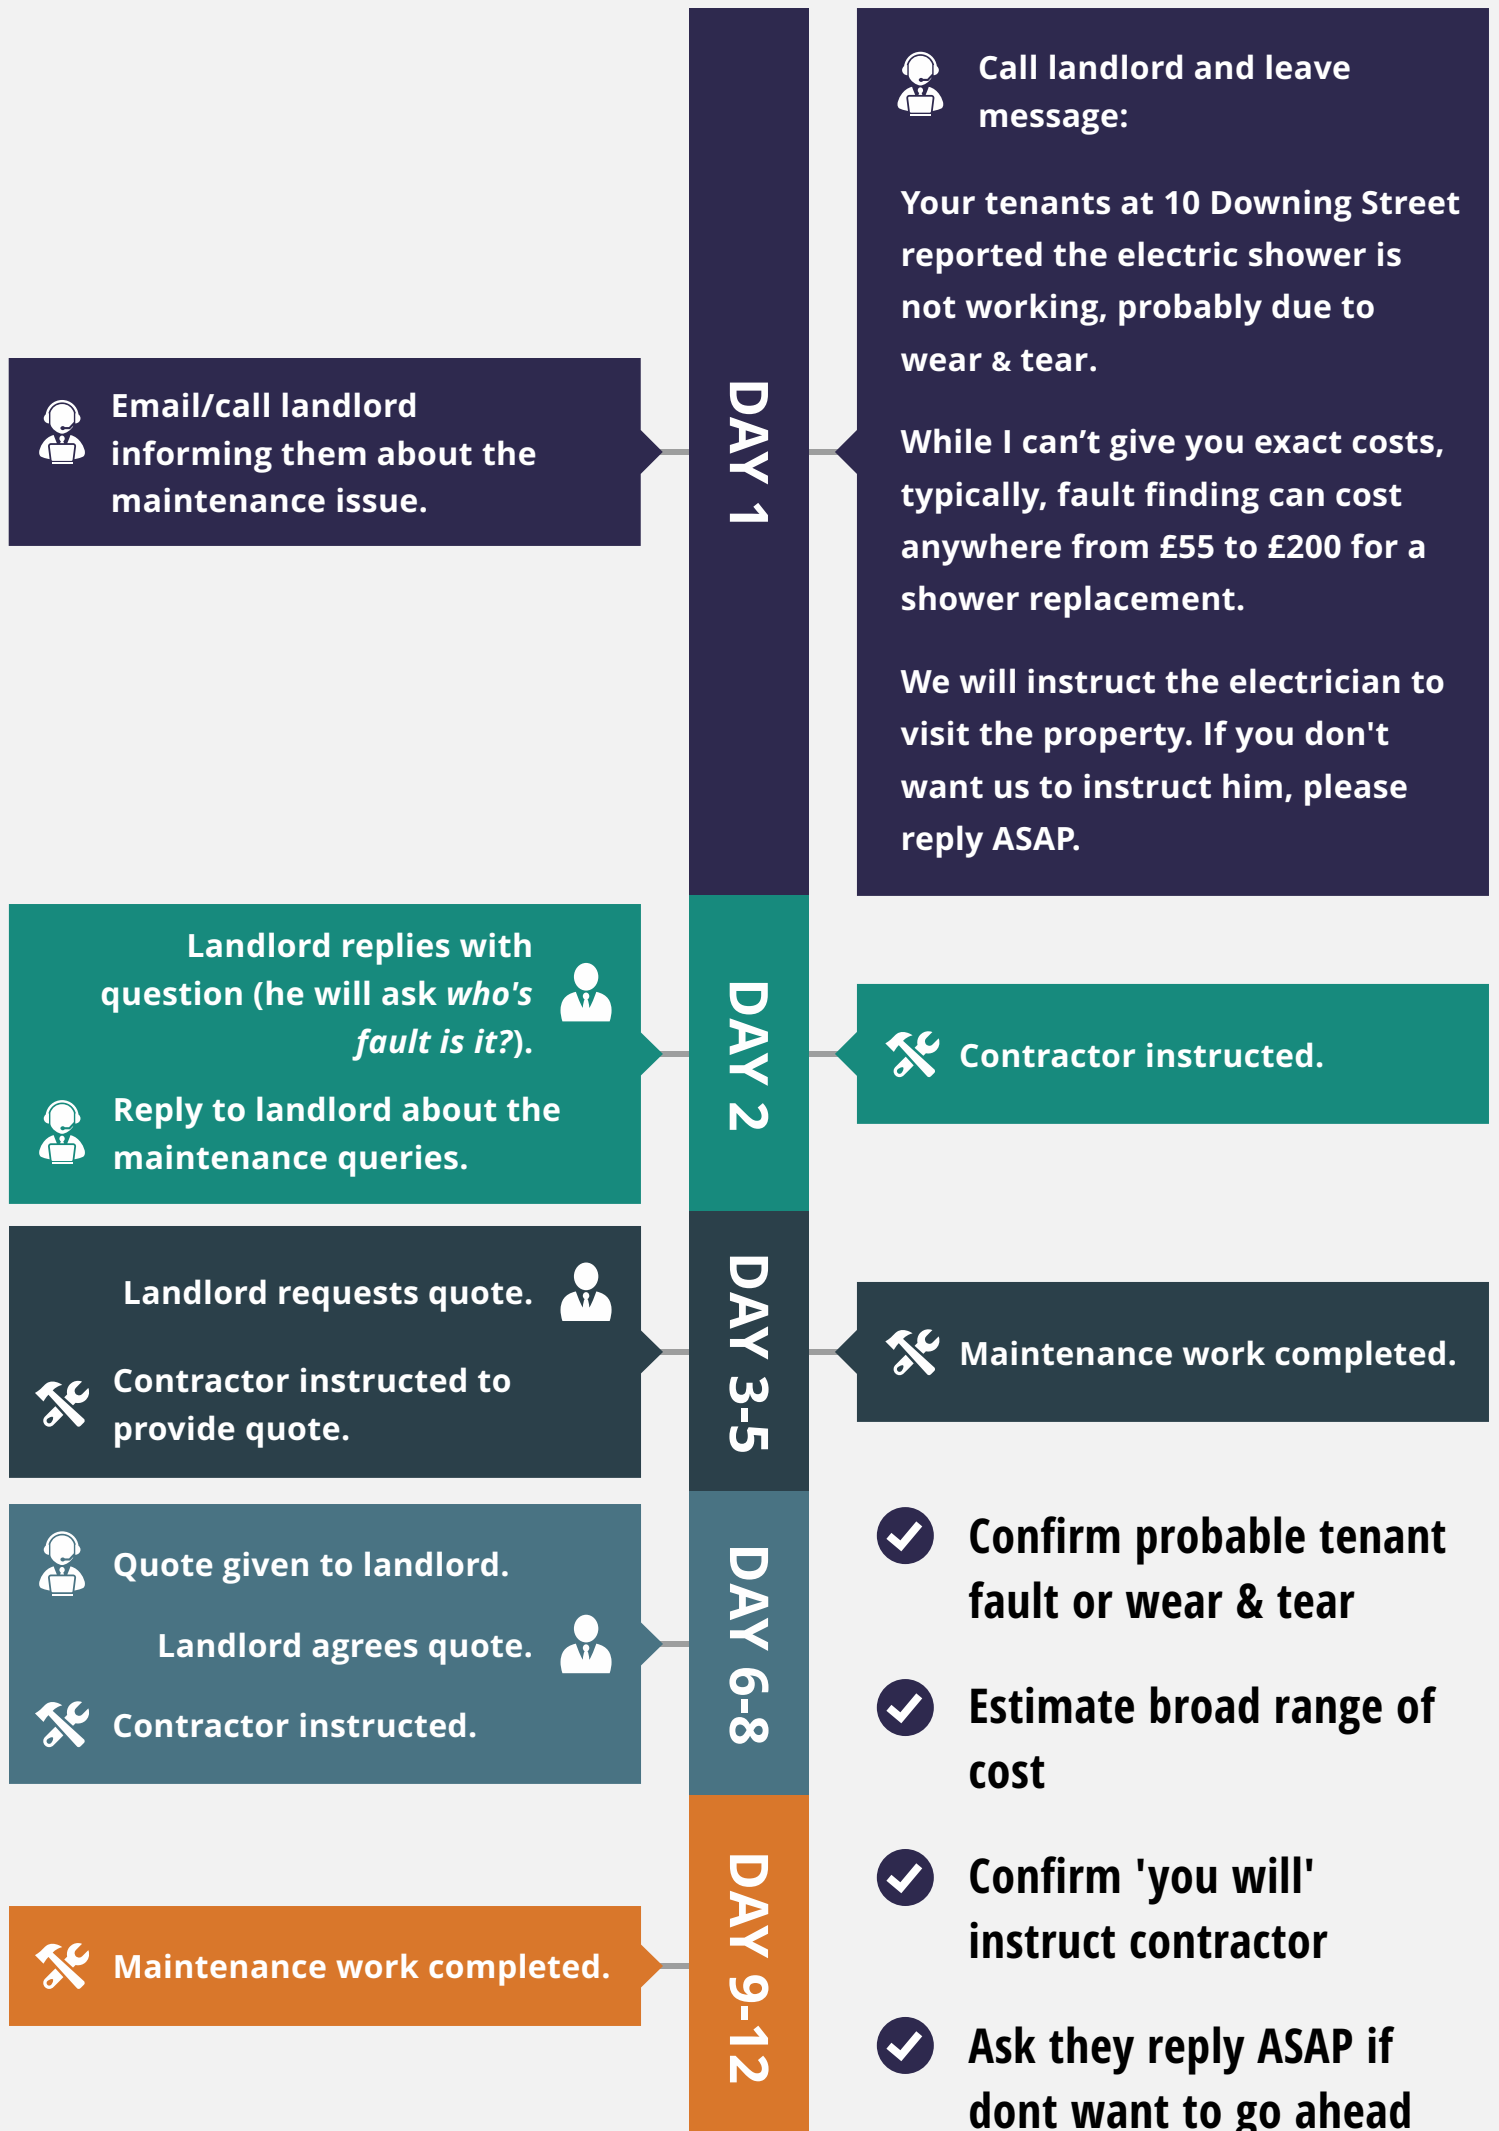 Call landlord and leave
message:
Your tenants at 10 Downing Street
reported the electric shower is
not working, probably due to
wear & tear.
While I can’t give you exact costs,
typically, fault finding can cost
anywhere from £55 to £200 for a
shower replacement.
We will instruct the electrician to
visit the property. If you don't
want us to instruct him, please
reply ASAP.
DAY 1
Email/call landlord
informing them about the
maintenance issue.
DAY 2
Landlord replies with
question (he will ask who's
fault is it?).
Reply to landlord about the
maintenance queries.
Contractor instructed.
DAY 3-5
Landlord requests quote.
Contractor instructed to
provide quote.
Maintenance work completed.
DAY 6-8
Quote given to landlord.
Landlord agrees quote.
Contractor instructed.
DAY 9-12
Maintenance work completed.
Confirm probable tenant
fault or wear & tear
Estimate broad range of
cost
Confirm 'you will'
instruct contractor
Ask they reply ASAP if
dont want to go ahead